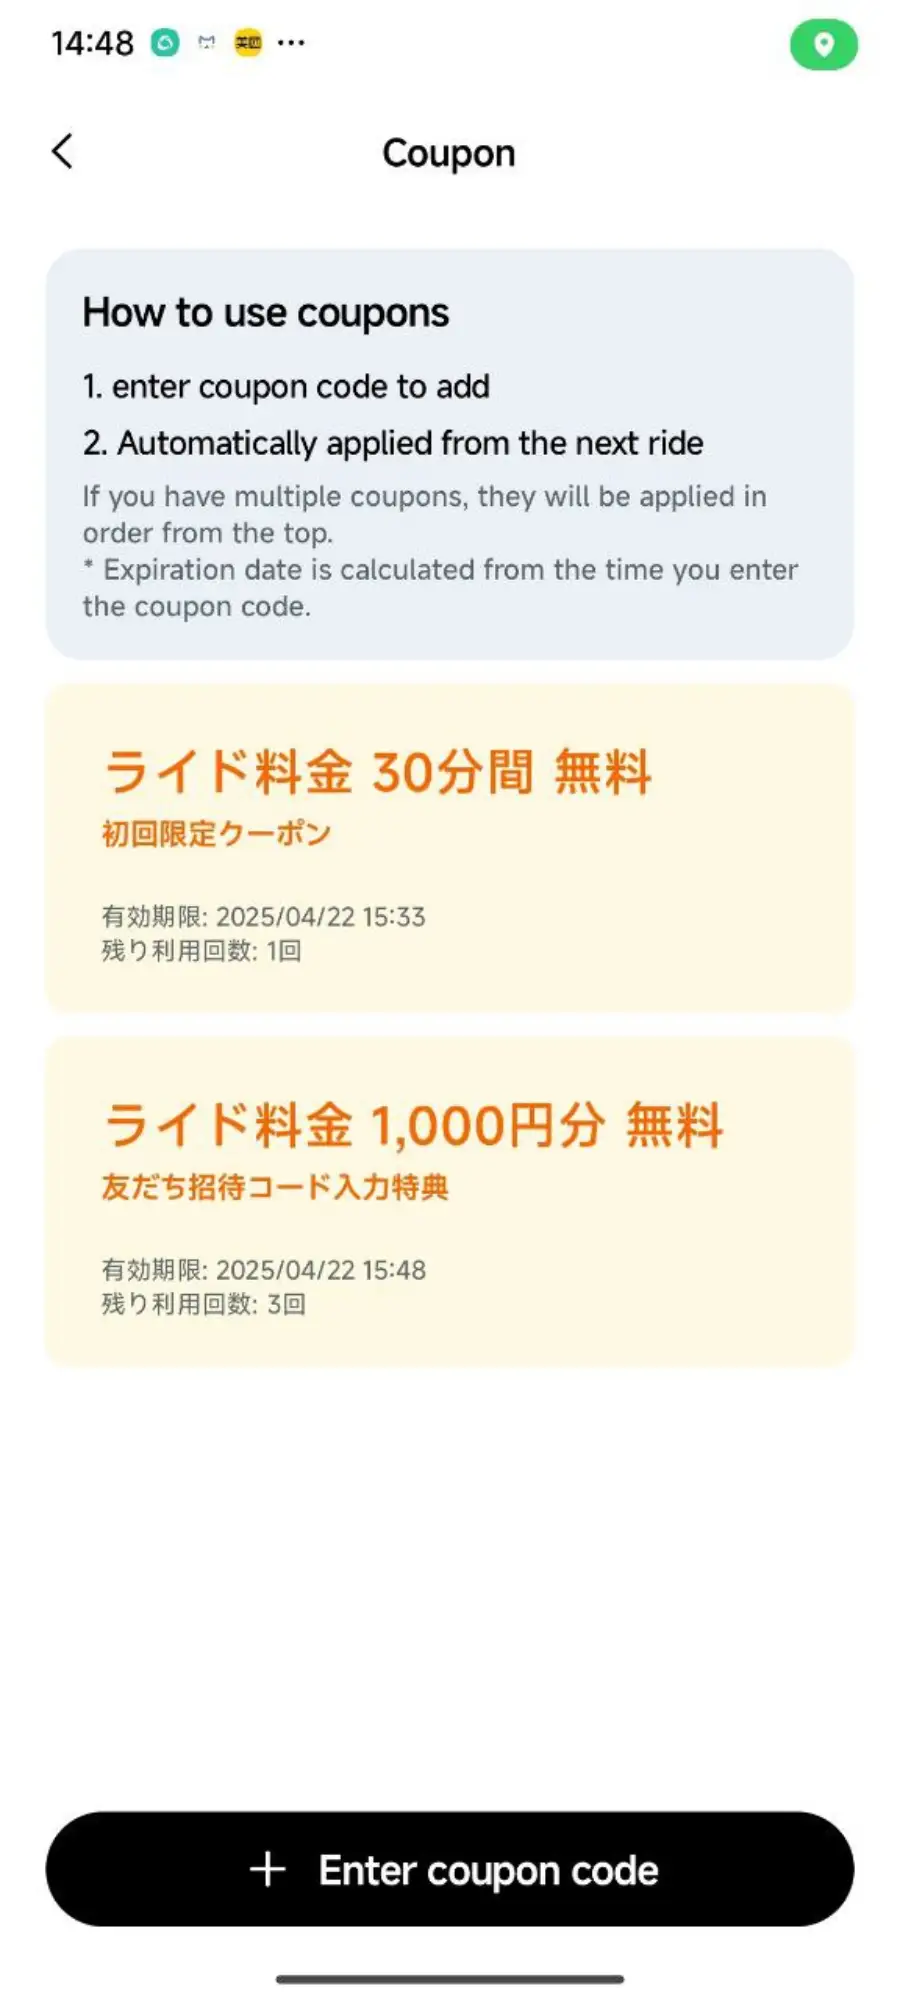 14:48 美团 ...
Coupon
How to use coupons
1. enter coupon code to add
2. Automatically applied from the next ride
If you have multiple coupons, they will be applied in
order from the top.
* Expiration date is calculated from the time you enter
the coupon code.
ライド料金 30分間 無料
初回限定クーポン
有効期限: 2025/04/22 15:33
残り利用回数: 1回
ライド料金 1,000円分 無料
友だち招待コード入力特典
有効期限: 2025/04/22 15:48
残り利用回数: 3回
+ Enter coupon code